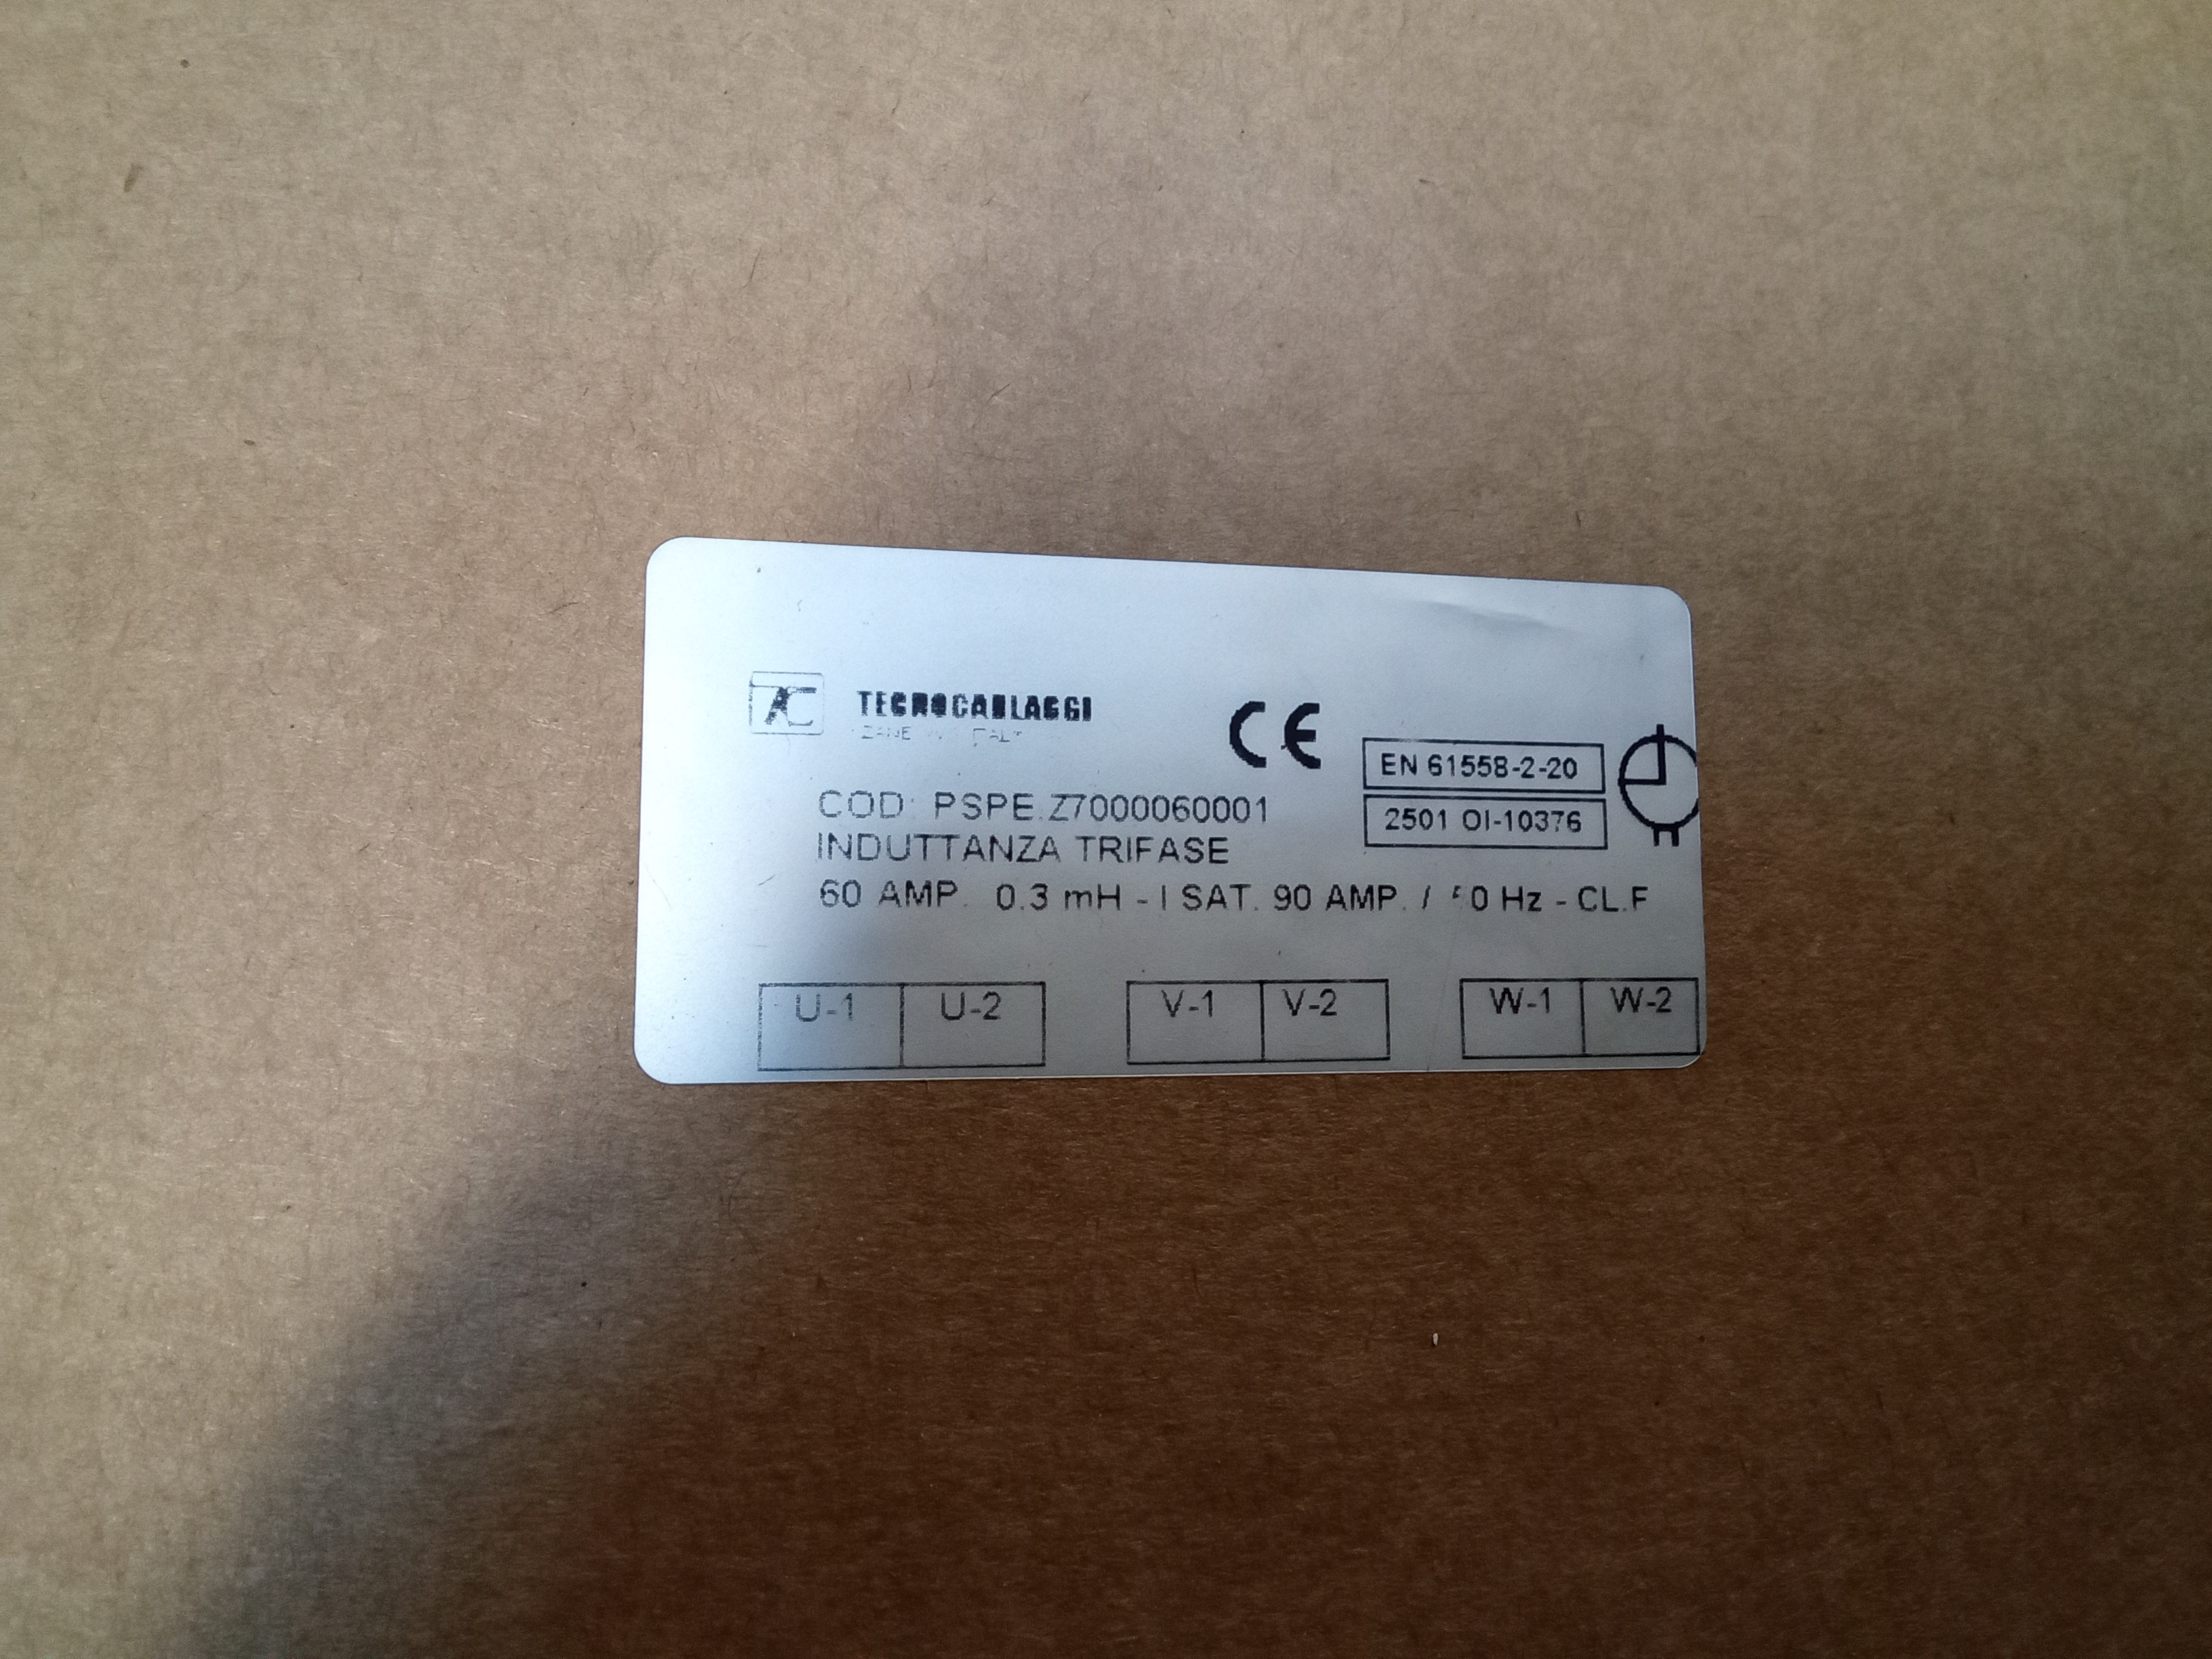 TECNOCABLAGGI
CE
EN 61558-2-20
2501 OI-10376
COD: PSPE.Z7000060001
INDUTTANZA TRIFASE
60 AMP. 0.3 mH - I SAT. 90 AMP. / 50 Hz - CL.F
U-1 U-2 V-1 V-2 W-1 W-2